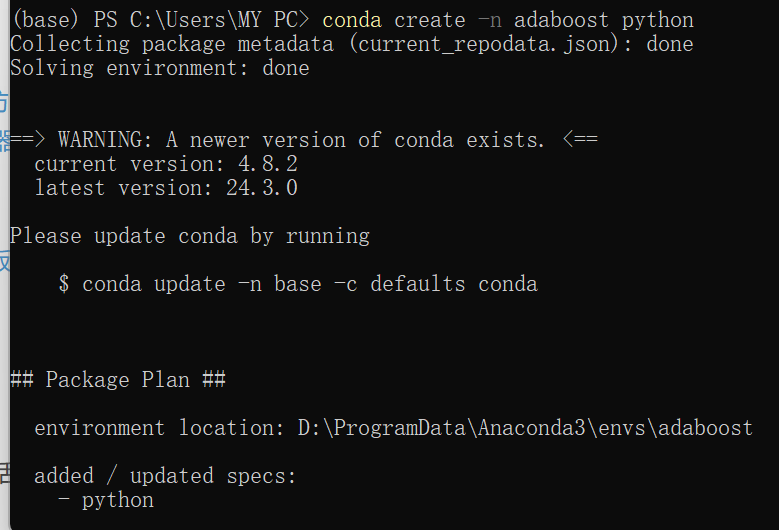 (base) PS C:\Users\MY PC> conda create -n adaboost python
Collecting package metadata (current_repodata.json): done
Solving environment: done
==> WARNING: A newer version of conda exists. <==
current version: 4.8.2
latest version: 24.3.0
Please update conda by running
$ conda update -n base -c defaults conda
## Package Plan ##
environment location: D:\ProgramData\Anaconda3\envs\adaboost
added / updated specs:
- python